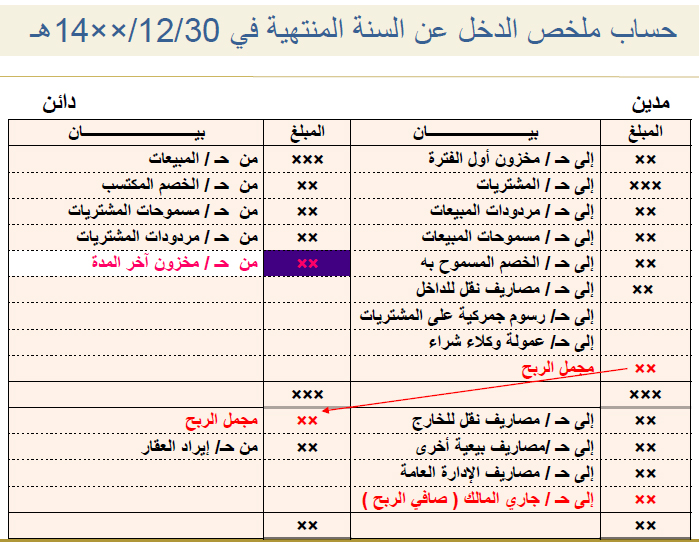 حساب ملخص الدخل عن السنة المنتهية في 30/12/××14هـ
مدين دائن
المبلغ بيـــــــــــــــان المبلغ بيـــــــــــــــان
×× إلى حـ / مخزون أول الفترة ××× من حـ / المبيعات
××× إلى حـ / المشتريات ×× من حـ / الخصم المكتسب
×× إلى حـ / مردودات المبيعات ×× من حـ / مسموحات المشتريات
×× إلى حـ / مسموحات المبيعات ×× من حـ / مردودات المشتريات
×× إلى حـ / الخصم المسموح به ×× من حـ / مخزون آخر المدة
×× إلى حـ / مصاريف نقل للداخل
إلى حـ/ رسوم جمركية على المشتريات
إلى حـ/ عمولة وكلاء شراء
×× مجمل الربح
××× ×××
×× إلى حـ / مصاريف نقل للخارج ×× مجمل الربح
×× إلى حـ /مصاريف بيعية أخرى ×× من حـ/ إيراد العقار
×× إلى حـ / مصاريف الإدارة العامة
×× إلى حـ / جاري المالك ( صافي الربح )
×× ××